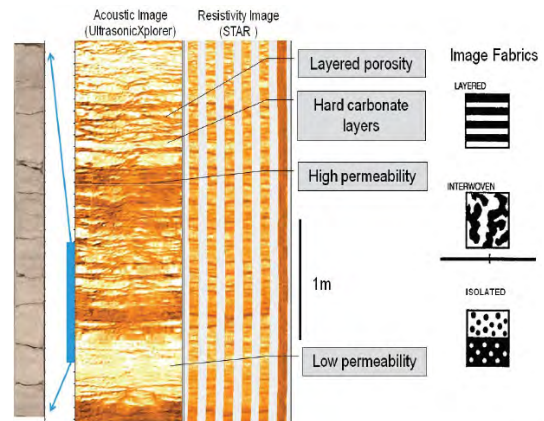 Acoustic Image
(UltrasonicXplorer)
Resistivity Image
(STAR )
Layered porosity
Hard carbonate
layers
High permeability
1m
Low permeability
Image Fabrics
LAYERED
INTERWOVEN
ISOLATED